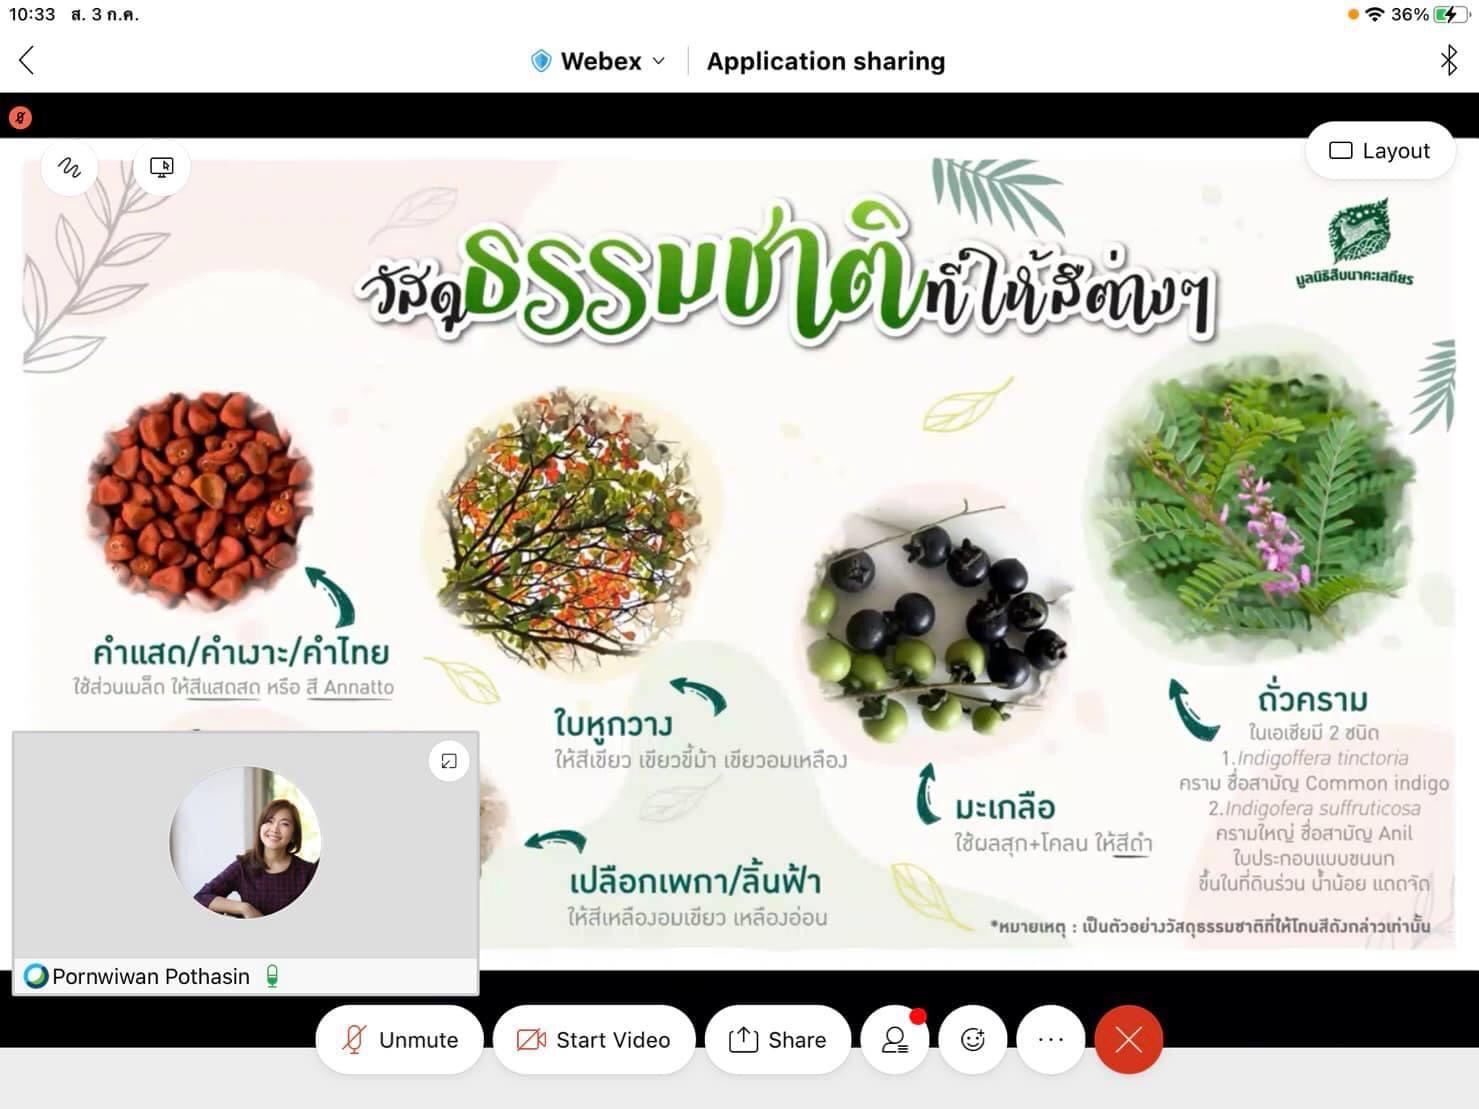 10:33 ส. 3 ก.ค.
36%
Webex
Application sharing
Layout
วัสดุธรรมชาติที่ให้สีต่างๆ
มูลนิธิสืบนาคะเสถียร
คำแสด/คำเงาะ/คำไทย
ใช้ส่วนเมล็ด ให้สีแสดสด หรือ สี Annatto
ใบหูกวาง
ให้สีเขียว เขียวขี้ม้า เขียวอมเหลือง
เปลือกเพกา/ลิ้นฟ้า
ให้สีเหลืองอมเขียว เหลืองอ่อน
มะเกลือ
ใช้ผลสุก+โคลน ให้สีดำ
ถั่วคราม
ในเอเชียมี 2 ชนิด
1.Indigoffera tinctoria
คราม ชื่อสามัญ Common indigo
2.Indigofera suffruticosa
ครามใหญ่ ชื่อสามัญ Anil
ใบประกอบแบบขนนก
ขึ้นในที่ดินร่วน น้ำน้อย แดดจัด
*หมายเหตุ : เป็นตัวอย่างวัสดุธรรมชาติที่ให้โทนสีดังกล่าวเท่านั้น
Pornwiwan Pothasin
Unmute
Start Video
Share